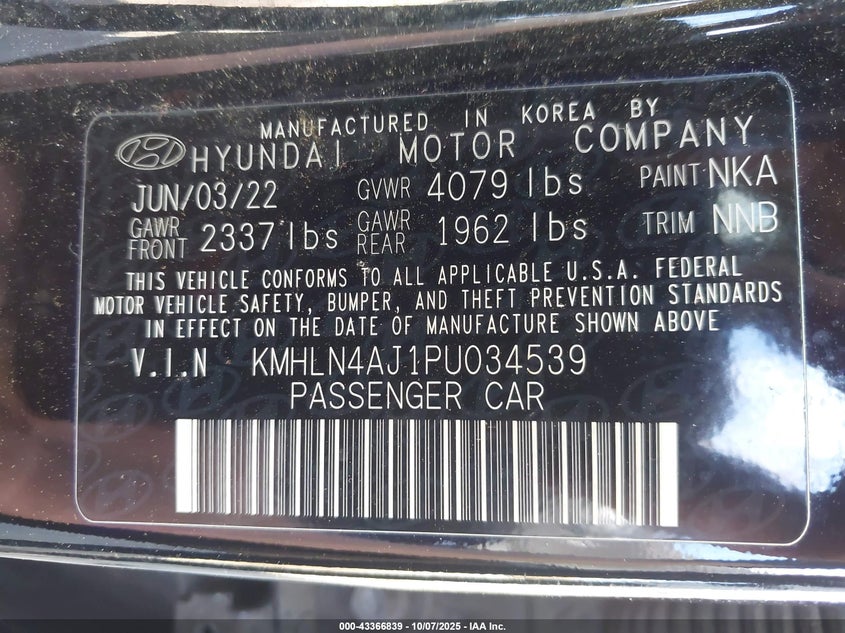 MANUFACTURED IN KOREA BY
HYUNDAI MOTOR COMPANY
JUN/03/22 GVWR 4079 lbs PAINT NKA
GAWR FRONT 2337 lbs GAWR REAR 1962 lbs TRIM NNB
THIS VEHICLE CONFORMS TO ALL APPLICABLE U.S.A. FEDERAL
MOTOR VEHICLE SAFETY, BUMPER, AND THEFT PREVENTION STANDARDS
IN EFFECT ON THE DATE OF MANUFACTURE SHOWN ABOVE
V.I.N KMHLN4AJ1PU034539
PASSENGER CAR
000-43366839 | 10/07/2025 - IAA Inc.